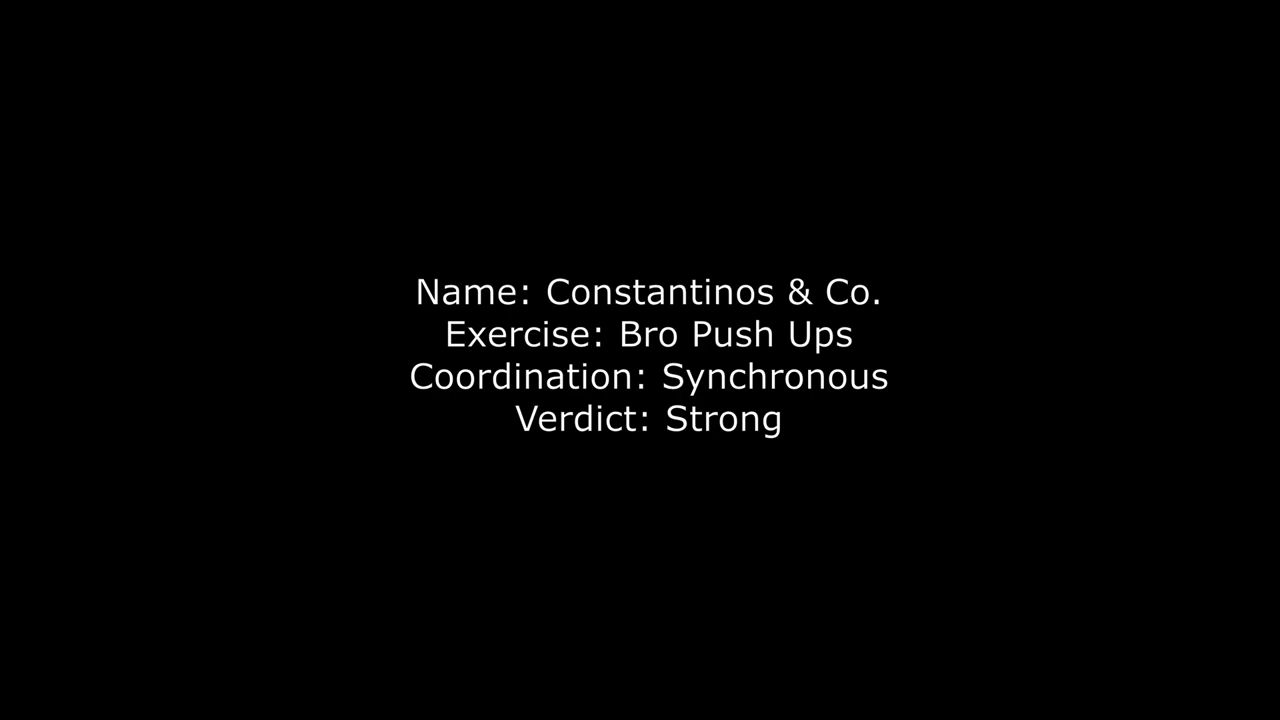 Name: Constantinos & Co.
Exercise: Bro Push Ups
Coordination: Synchronous
Verdict: Strong